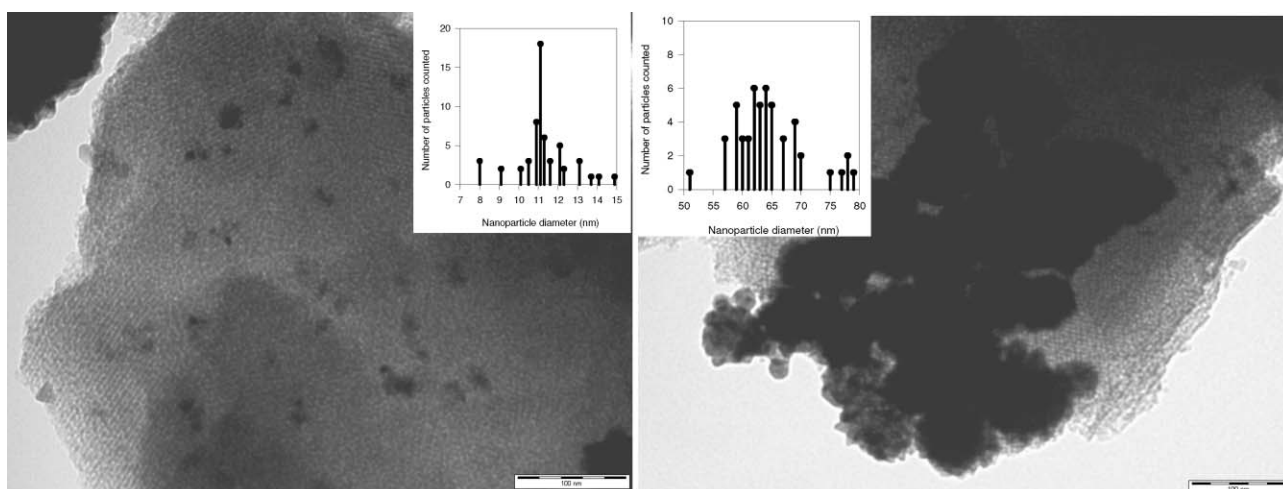 20
15
10
5
0
Number of particles counted
7 8 9 10 11 12 13 14 15
Nanoparticle diameter (nm)
10
8
6
4
2
0
Number of particles counted
50 55 60 65 70 75 80
Nanoparticle diameter (nm)
100 nm
100 nm